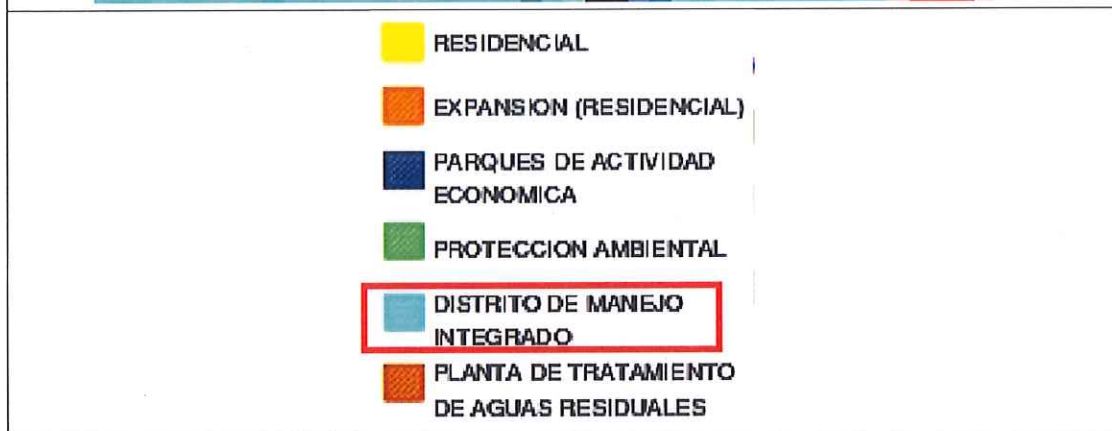 RESIDENCIAL
EXPANSION (RESIDENCIAL)
PARQUES DE ACTIVIDAD
ECONOMICA
PROTECCION AMBIENTAL
DISTRITO DE MANEJO
INTEGRADO
PLANTA DE TRATAMIENTO
DE AGUAS RESIDUALES